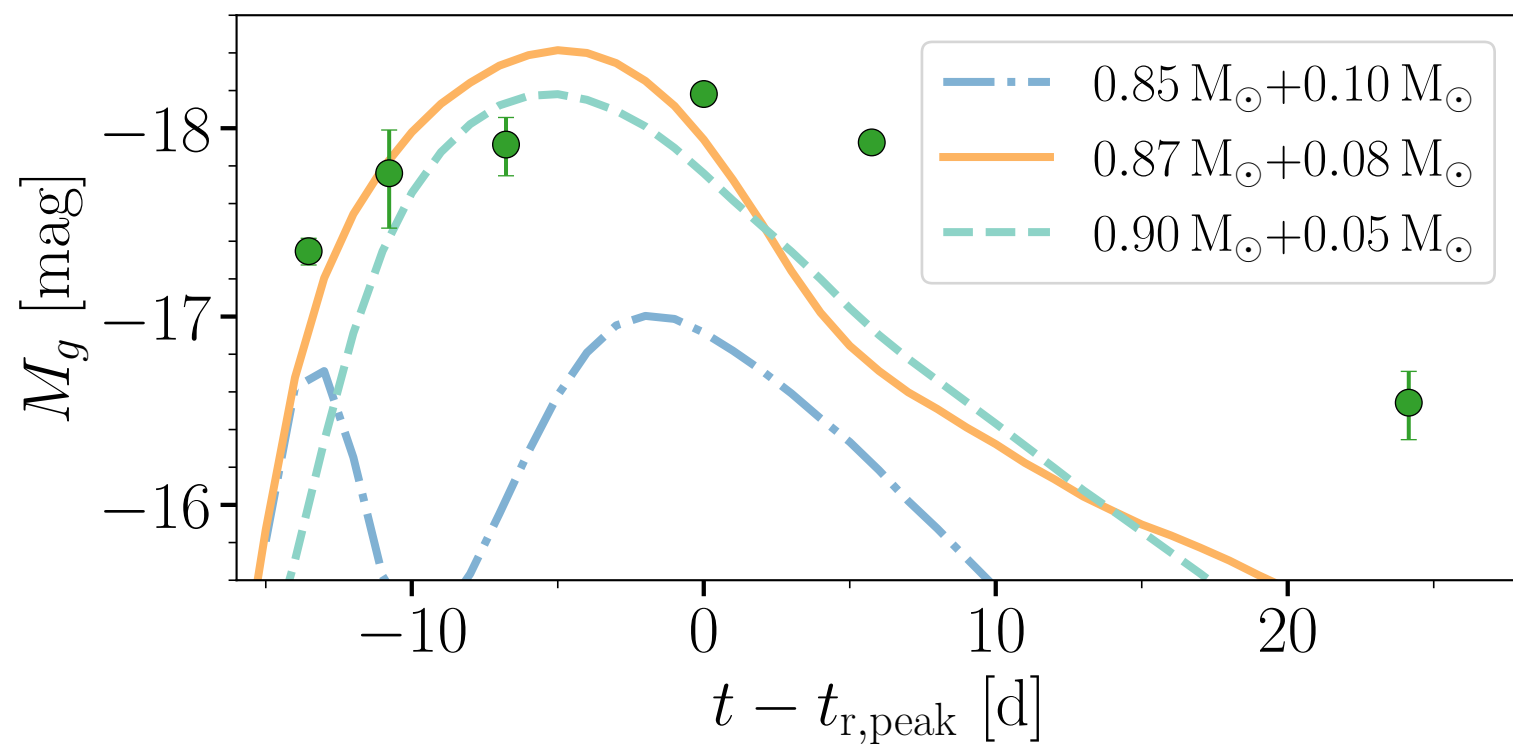 M_g [mag]
−18
−17
−16
0.85 M⊙+0.10 M⊙
0.87 M⊙+0.08 M⊙
0.90 M⊙+0.05 M⊙
−10 0 10 20
t − t_r,peak [d]